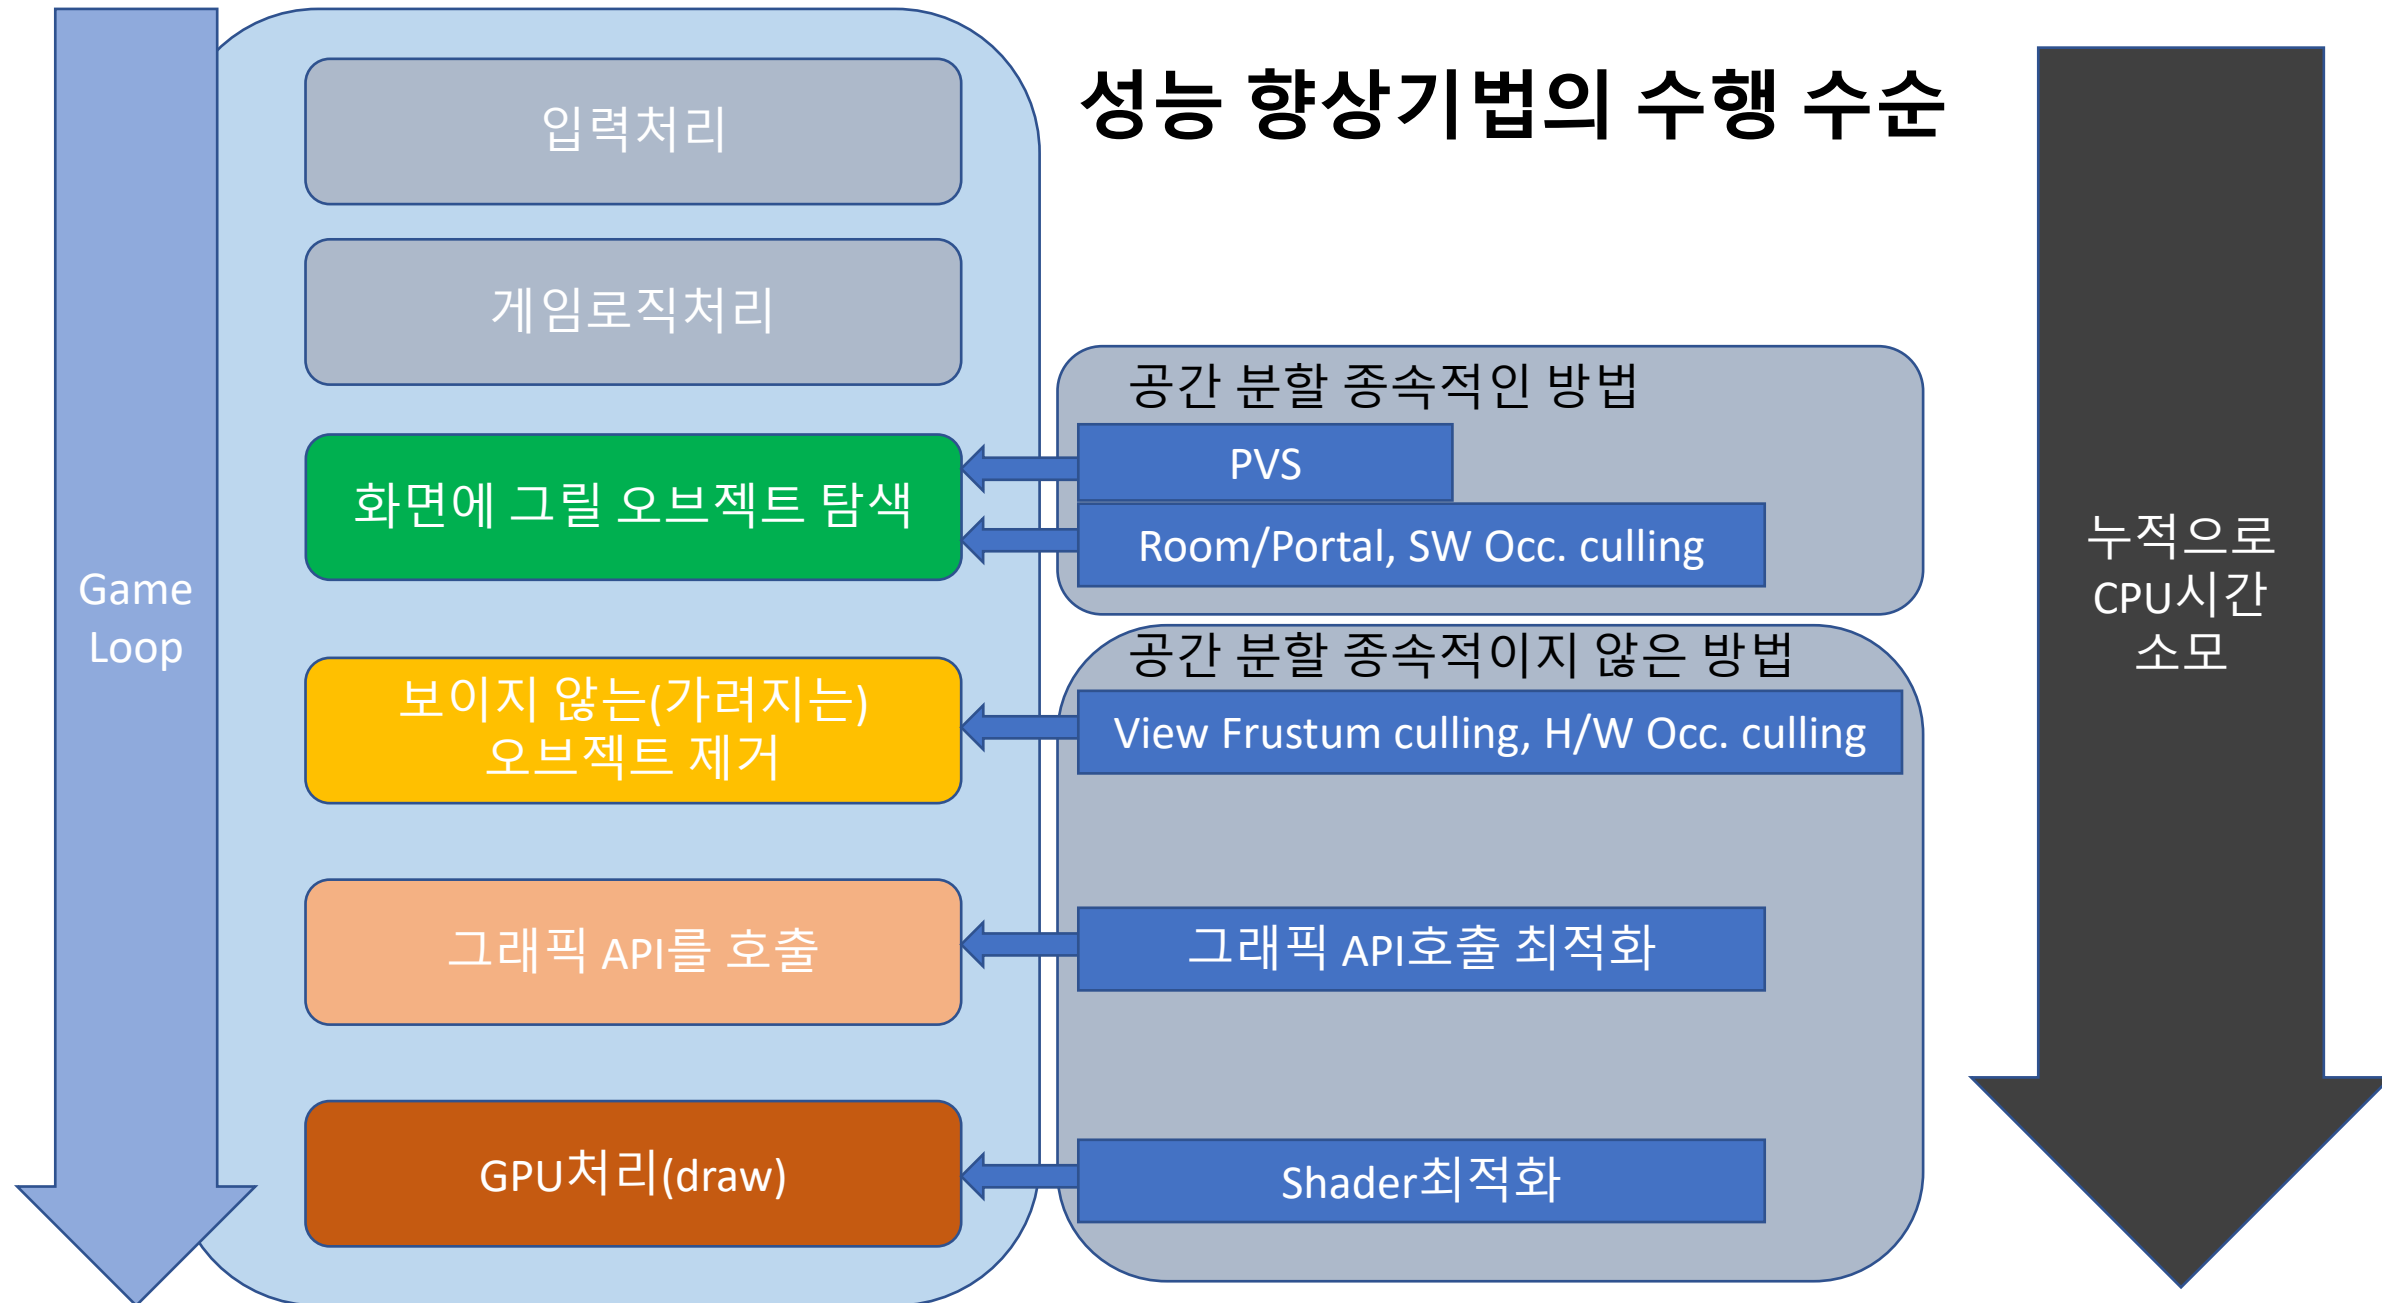 성능 향상기법의 수행 수순
Game
Loop
입력처리
게임로직처리
화면에 그릴 오브젝트 탐색
보이지 않는(가려지는)
오브젝트 제거
그래픽 API를 호출
GPU처리(draw)
공간 분할 종속적인 방법
PVS
Room/Portal, SW Occ. culling
공간 분할 종속적이지 않은 방법
View Frustum culling, H/W Occ. culling
그래픽 API호출 최적화
Shader최적화
누적으로
CPU시간
소모